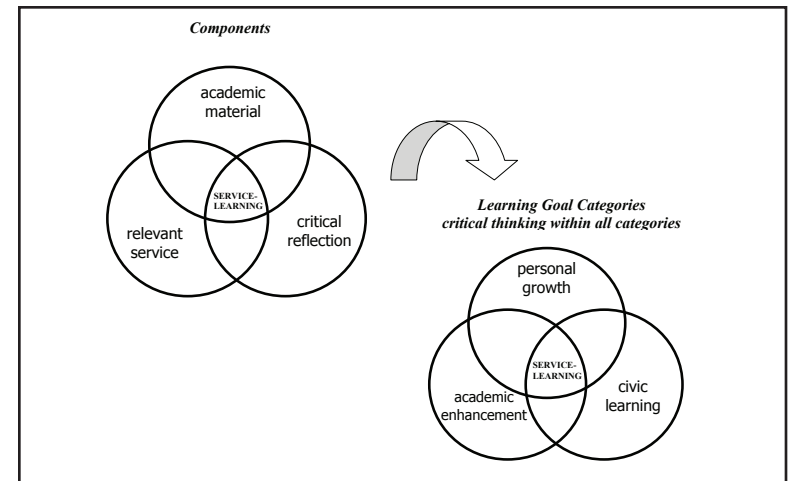 Components
academic
material
SERVICE-
LEARNING
relevant
service
critical
reflection
Learning Goal Categories
critical thinking within all categories
personal
growth
SERVICE-
LEARNING
academic
enhancement
civic
learning